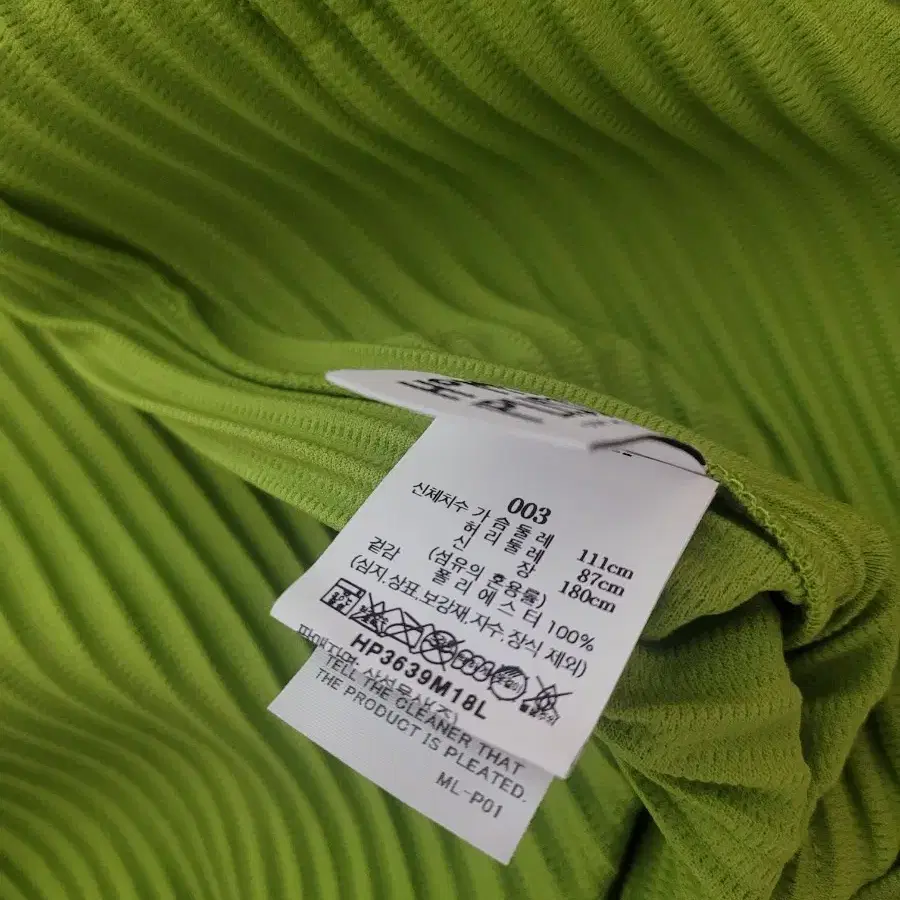 003
신체치수 가 슴 둘 레 111cm
허 리 둘 레 87cm
신 장 180cm
(섬유의 혼용률)
겉감 폴 리 에 스 터 100%
(심지,상표,보강재,자수,장식 제외)
HP3639M18L
TELL THE CLEANER THAT
THE PRODUCT IS PLEATED.
ML-P01